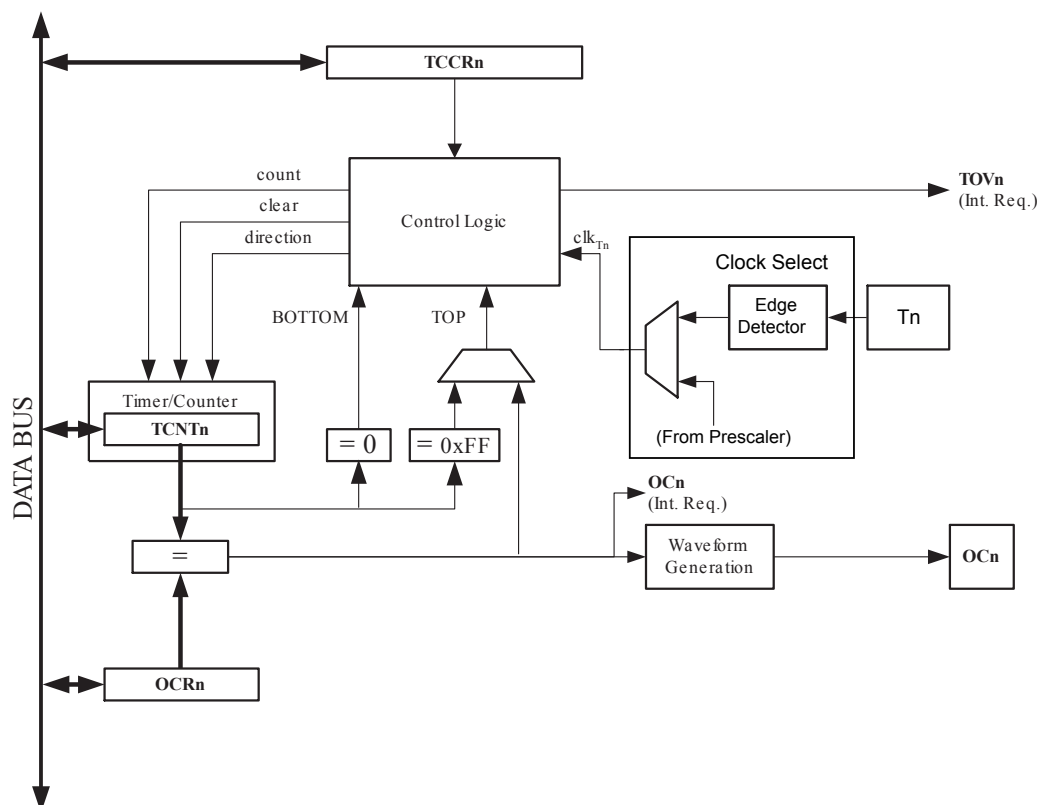 TCCRn
count
clear
direction
Control Logic
TOVn
(Int. Req.)
clkTn
Clock Select
Edge
Detector
Tn
(From Prescaler)
BOTTOM
TOP
Timer/Counter
TCNTn
= 0
= 0xFF
DATA BUS
OCn
(Int. Req.)
=
Waveform
Generation
OCn
OCRn